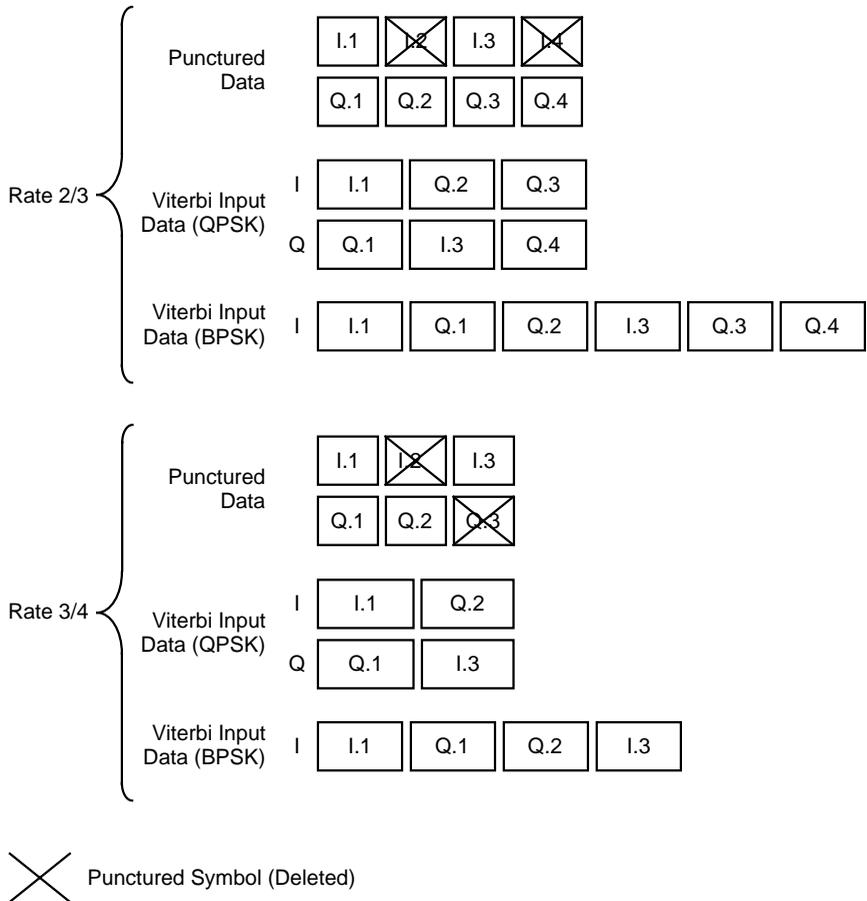 I.1 I.2 I.3 I.4
Punctured
Data
Q.1 Q.2 Q.3 Q.4
Rate 2/3
Viterbi Input
Data (QPSK)
I I.1 Q.2 Q.3
Q Q.1 I.3 Q.4
Viterbi Input
Data (BPSK)
I I.1 Q.1 Q.2 I.3 Q.3 Q.4
I.1 I.2 I.3
Punctured
Data
Q.1 Q.2 Q.3
Rate 3/4
Viterbi Input
Data (QPSK)
I I.1 Q.2
Q Q.1 I.3
Viterbi Input
Data (BPSK)
I I.1 Q.1 Q.2 I.3
Punctured Symbol (Deleted)